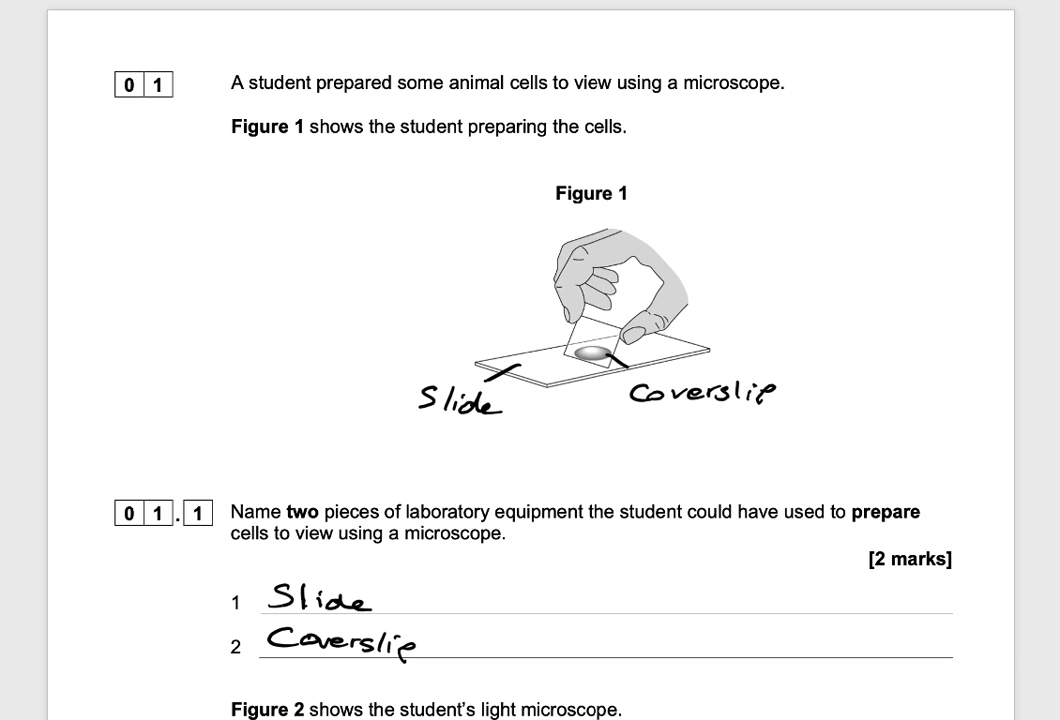 0 1 A student prepared some animal cells to view using a microscope.
Figure 1 shows the student preparing the cells.
Figure 1
Slide
Coverslip
0 1 . 1 Name two pieces of laboratory equipment the student could have used to prepare
cells to view using a microscope.
[2 marks]
1 Slide
2 Coverslip
Figure 2 shows the student's light microscope.